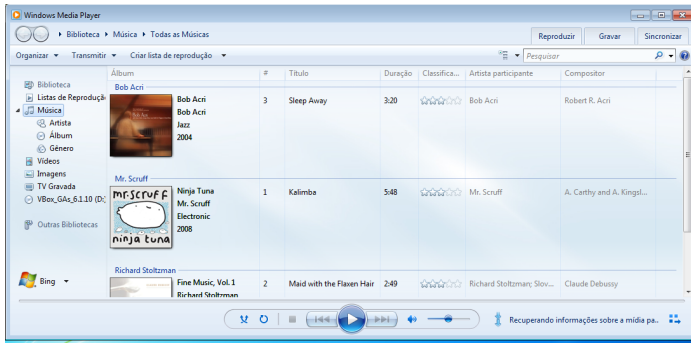 Windows Media Player
Biblioteca Música Todas as Músicas
Reproduzir Gravar Sincronizar
Organizar Transmitir Criar lista de reprodução Pesquisar
Álbum # Título Duração Classifica... Artista participante Compositor
Biblioteca
Listas de Reproduçã
Música
Artista
Álbum
Gênero
Vídeos
Imagens
TV Gravada
VBox_GAs_6.1.10 (D:)
Outras Bibliotecas
Bing
Bob Acri
Bob Acri 3 Sleep Away 3:20 Bob Acri Robert R. Acri
Bob Acri
Jazz
2004
Mr. Scruff
mr.scruff
ninja tuna
Ninja Tuna 1 Kalimba 5:48 Mr. Scruff A. Carthy and A. Kingsl...
Mr. Scruff
Electronic
2008
Richard Stoltzman
Fine Music, Vol. 1 2 Maid with the Flaxen Hair 2:49 Richard Stoltzman; Slov... Claude Debussy
Richard Stoltzman
Recuperando informações sobre a mídia pa..